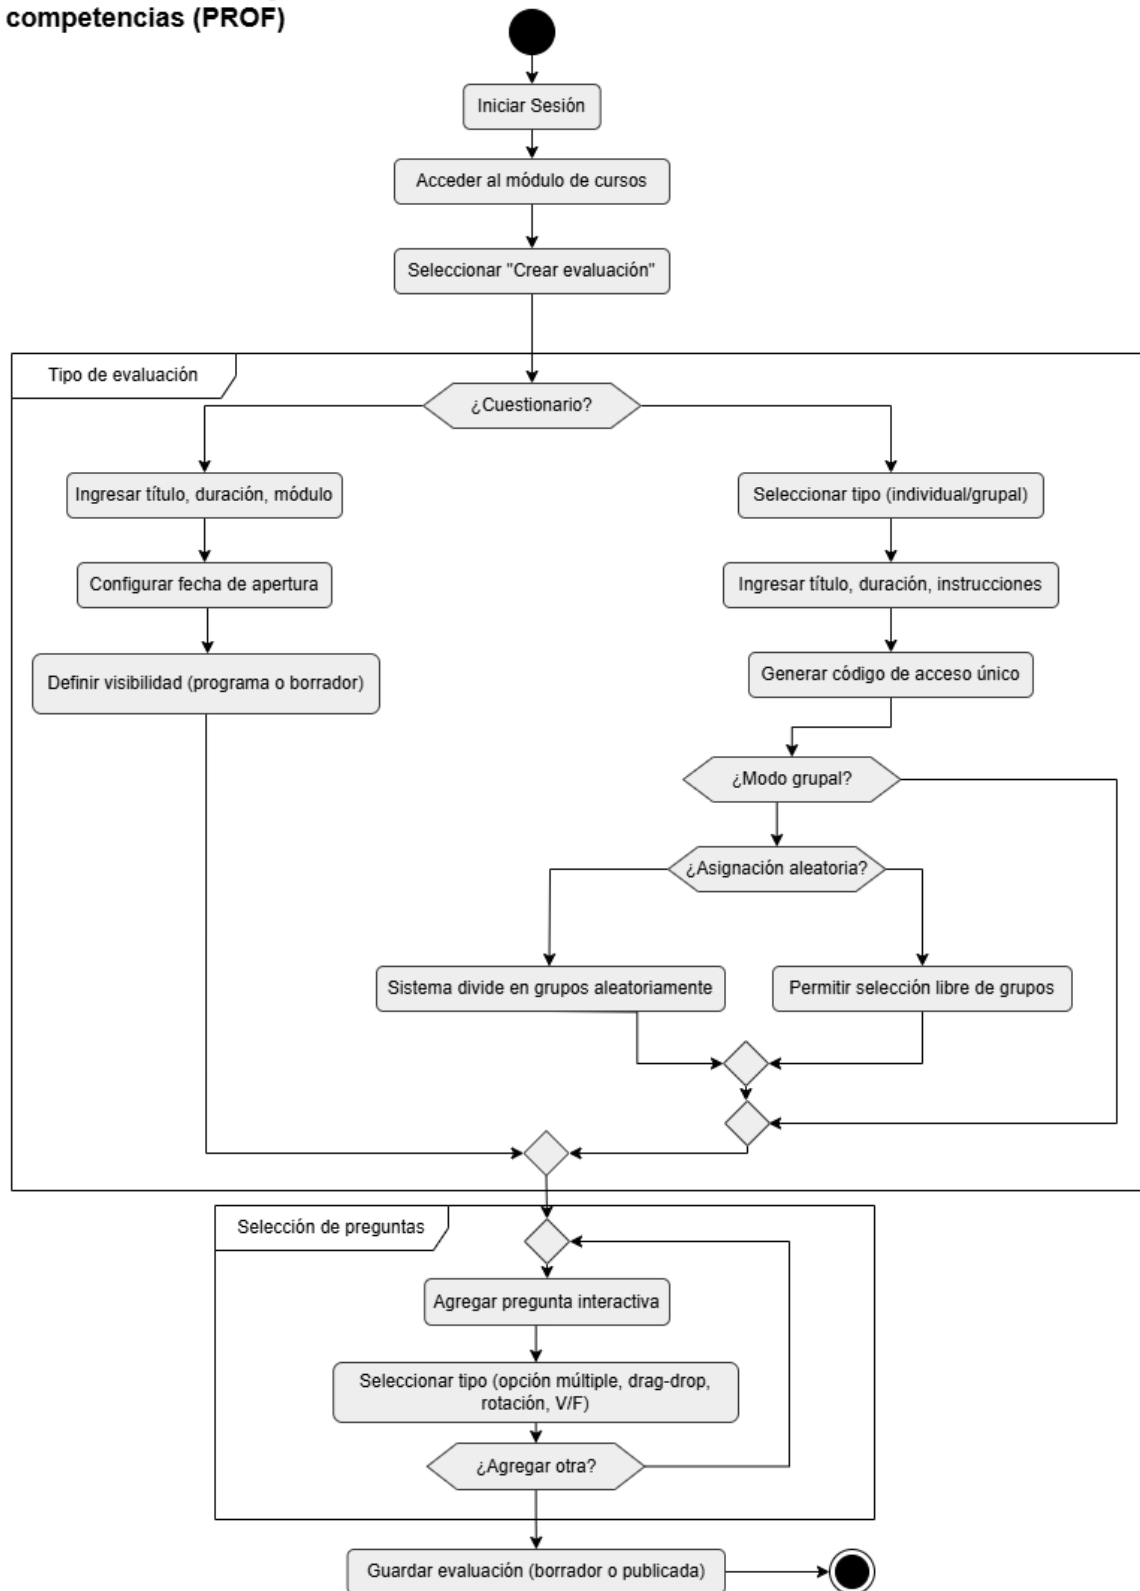 competencias (PROF)
Iniciar Sesión
Acceder al módulo de cursos
Seleccionar "Crear evaluación"
Tipo de evaluación
¿Cuestionario?
Ingresar título, duración, módulo
Seleccionar tipo (individual/grupal)
Configurar fecha de apertura
Ingresar título, duración, instrucciones
Definir visibilidad (programa o borrador)
Generar código de acceso único
¿Modo grupal?
¿Asignación aleatoria?
Sistema divide en grupos aleatoriamente
Permitir selección libre de grupos
Selección de preguntas
Agregar pregunta interactiva
Seleccionar tipo (opción múltiple, drag-drop,
rotación, V/F)
¿Agregar otra?
Guardar evaluación (borrador o publicada)